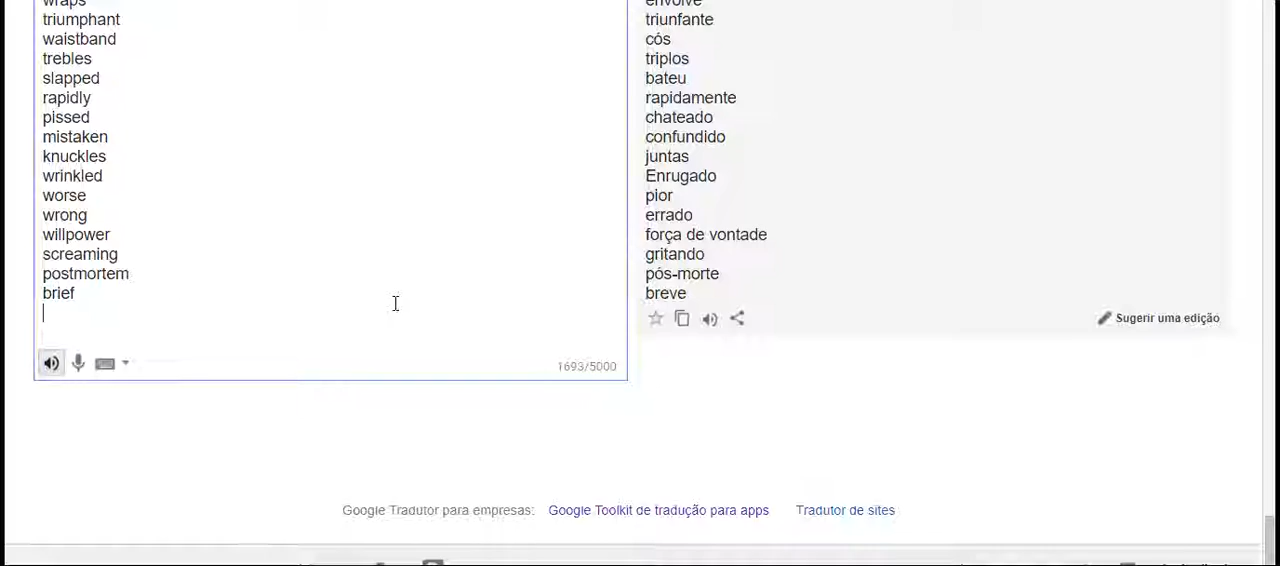 wraps
triumphant
waistband
trebles
slapped
rapidly
pissed
mistaken
knuckles
wrinkled
worse
wrong
willpower
screaming
postmortem
brief
1693/5000
envolve
triunfante
cós
triplos
bateu
rapidamente
chateado
confundido
juntas
Enrugado
pior
errado
força de vontade
gritando
pós-morte
breve
Sugerir uma edição
Google Tradutor para empresas: Google Toolkit de tradução para apps Tradutor de sites